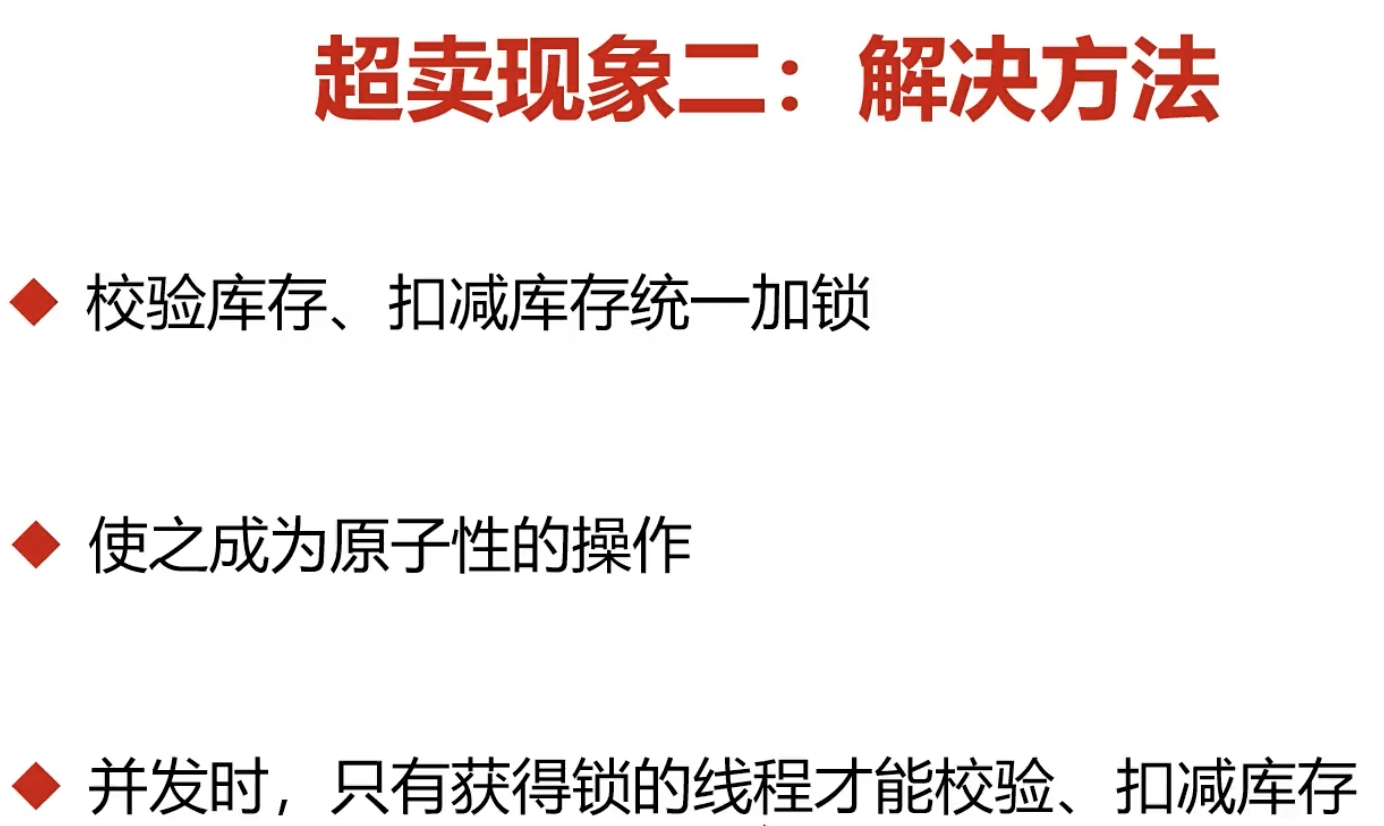 超卖现象二：解决方法
校验库存、扣减库存统一加锁
使之成为原子性的操作
并发时，只有获得锁的线程才能校验、扣减库存